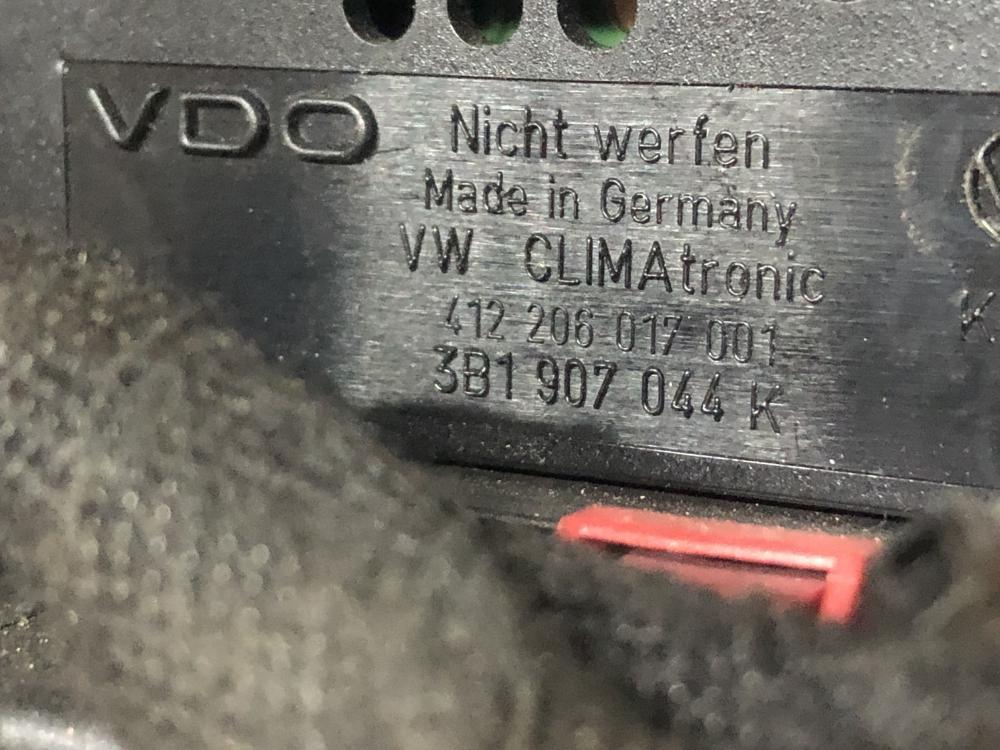 VDO
Nicht werfen
Made in Germany
VW CLIMAtronic
412 206 017 001
3B1 907 044 K
K